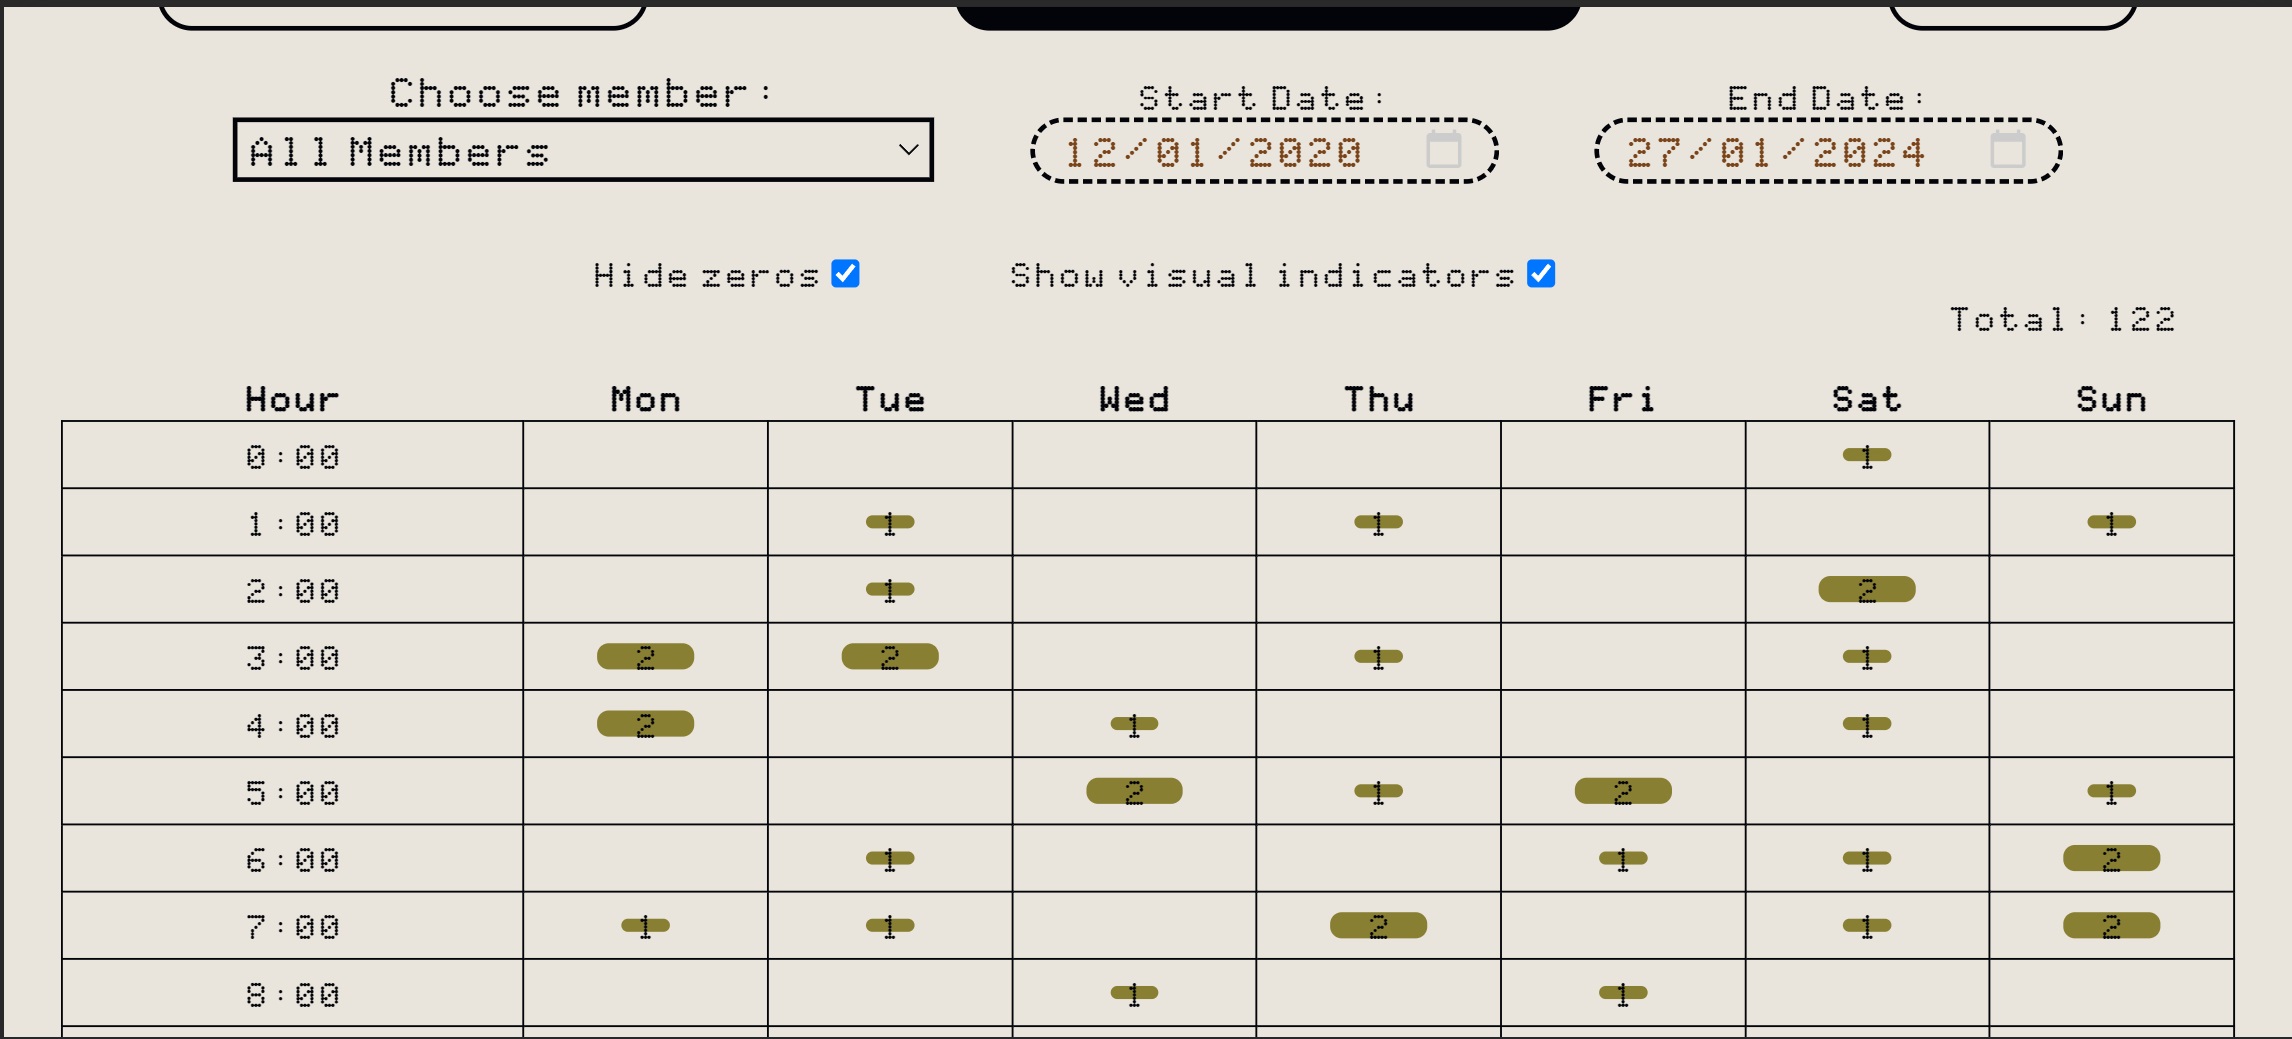 Choose member:
Start Date:
End Date:
All Members
12/01/2020
27/01/2024
Hide zeros
Show visual indicators
Total: 122
Hour Mon Tue Wed Thu Fri Sat Sun
0:00 1
1:00 1 1 1
2:00 1 2
3:00 2 2 1 1
4:00 2 1 1
5:00 2 1 2 1
6:00 1 1 1 2
7:00 1 1 2 1 2
8:00 1 1